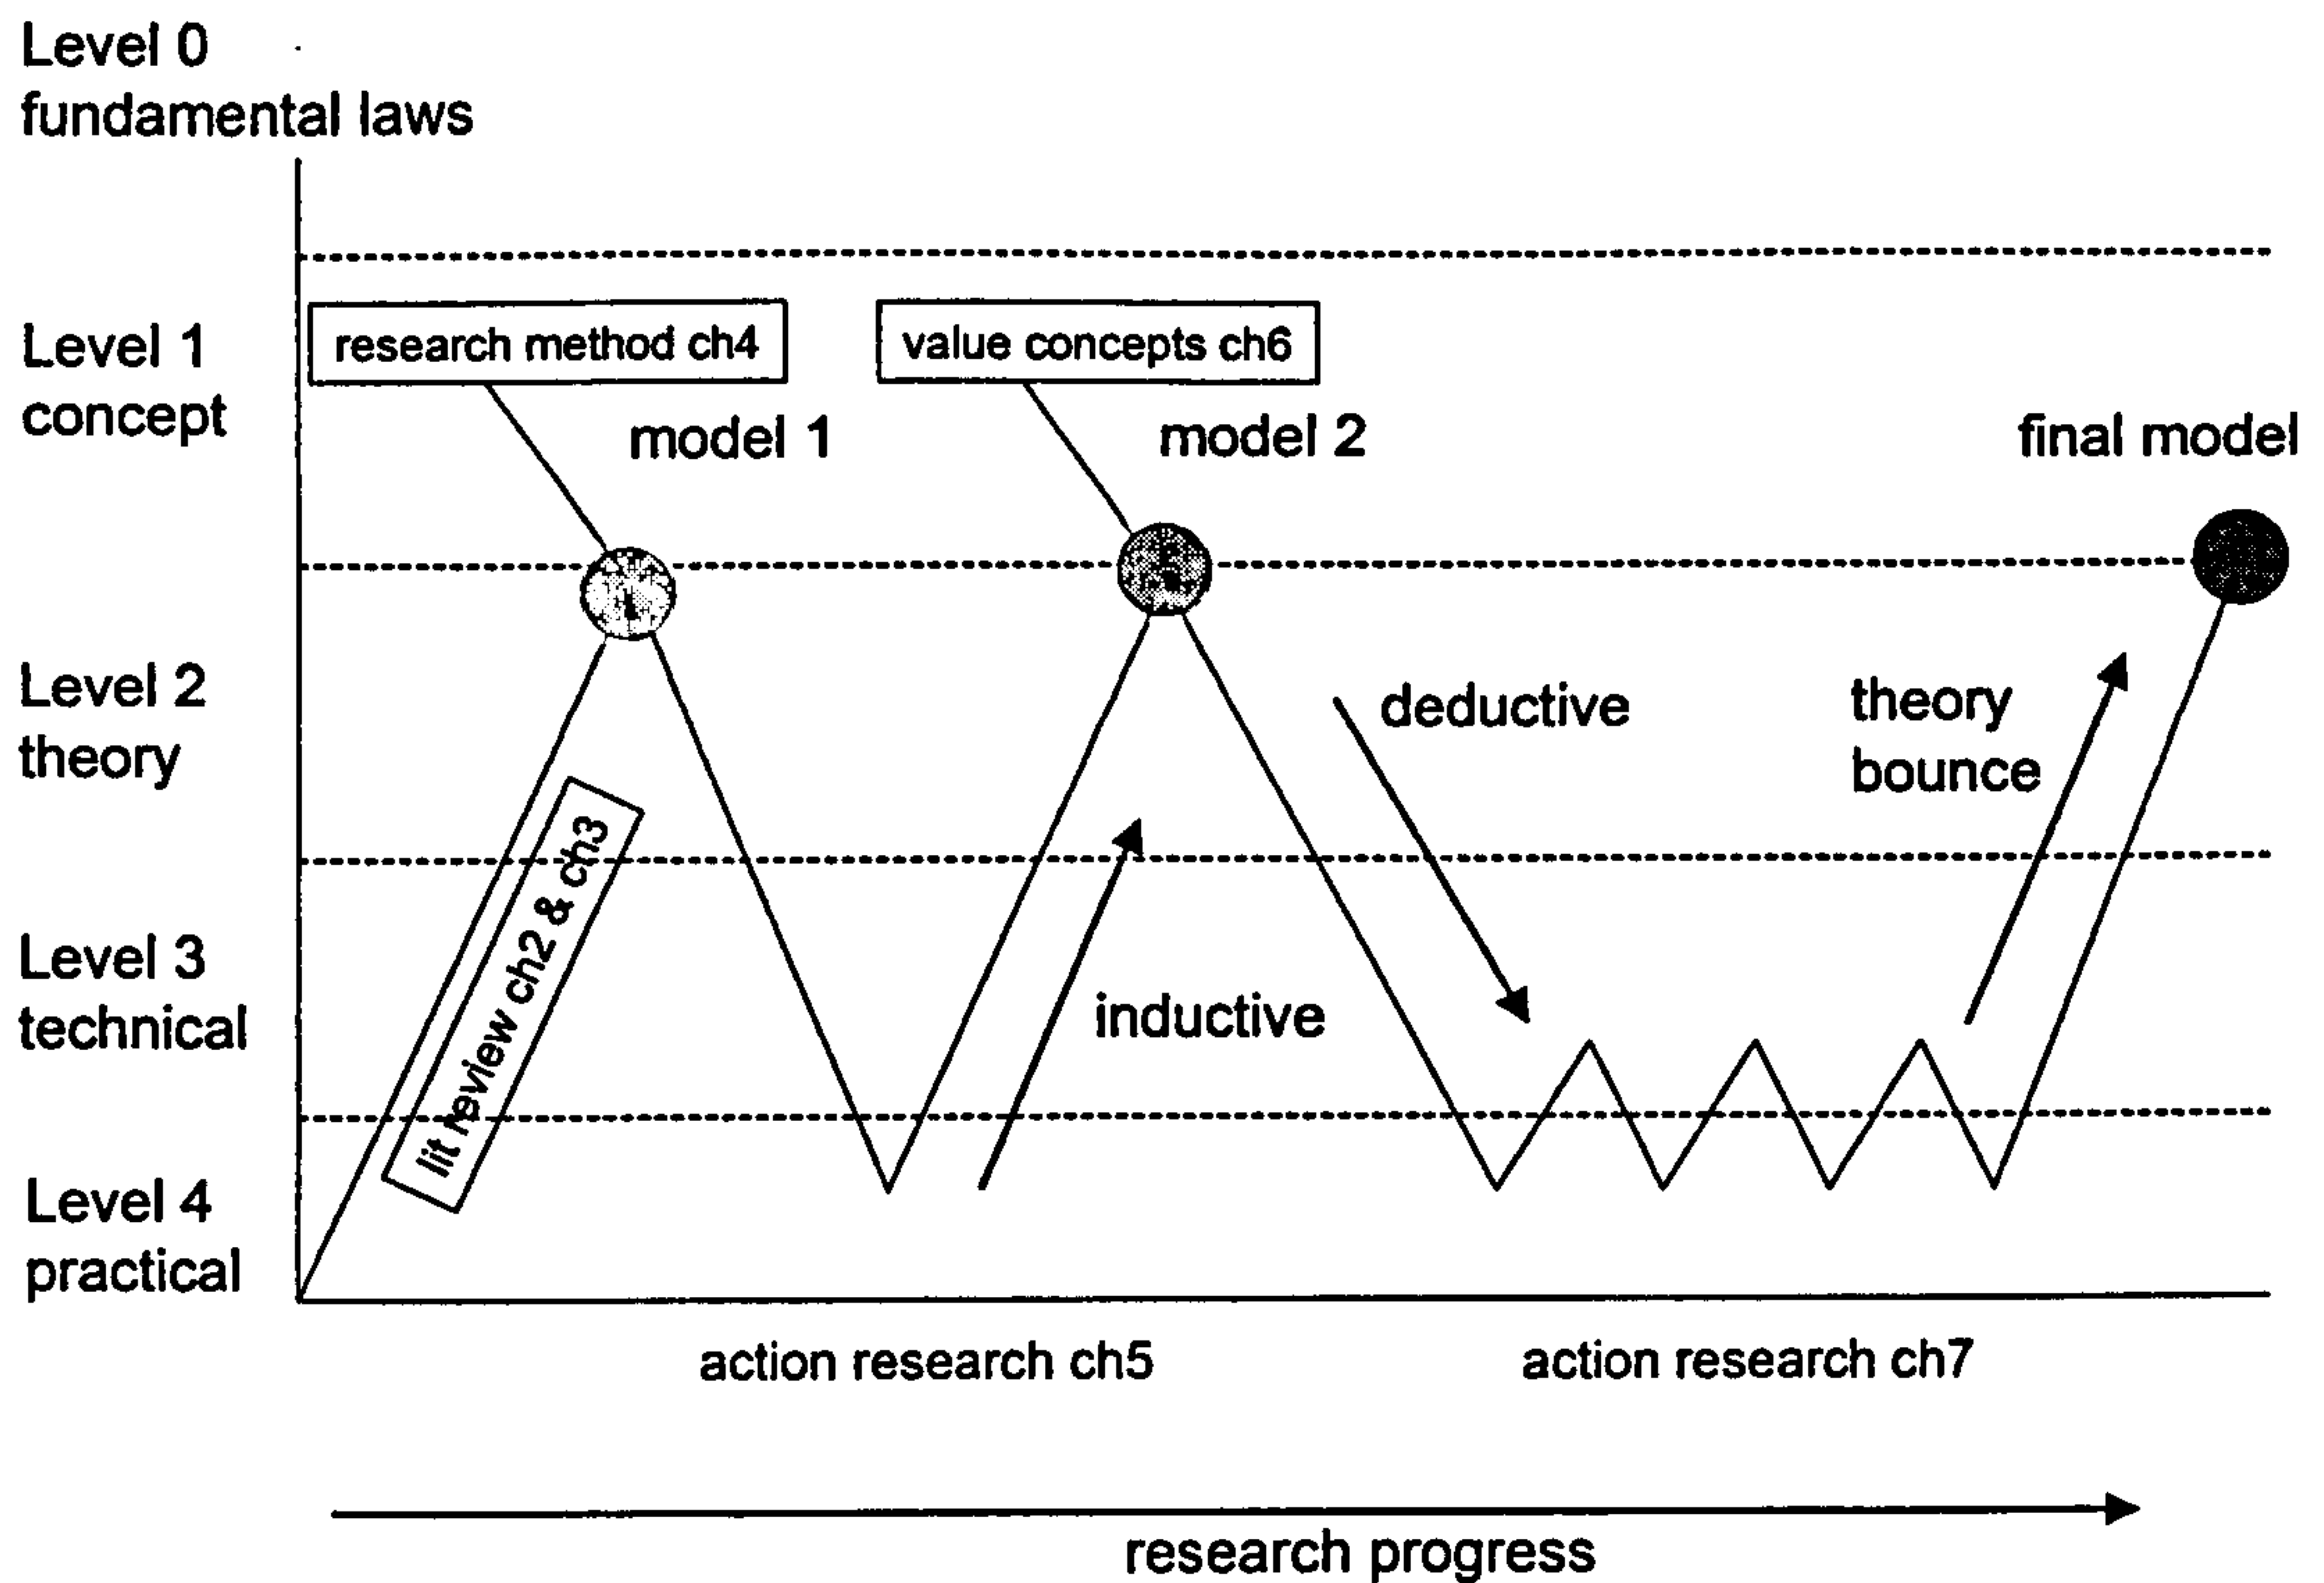 Level 0
fundamental laws
Level 1
concept
research method ch4
value concepts ch6
model 1
model 2
final model
Level 2
theory
deductive
theory
bounce
lit review ch2 & ch3
Level 3
technical
inductive
Level 4
practical
action research ch5
action research ch7
research progress